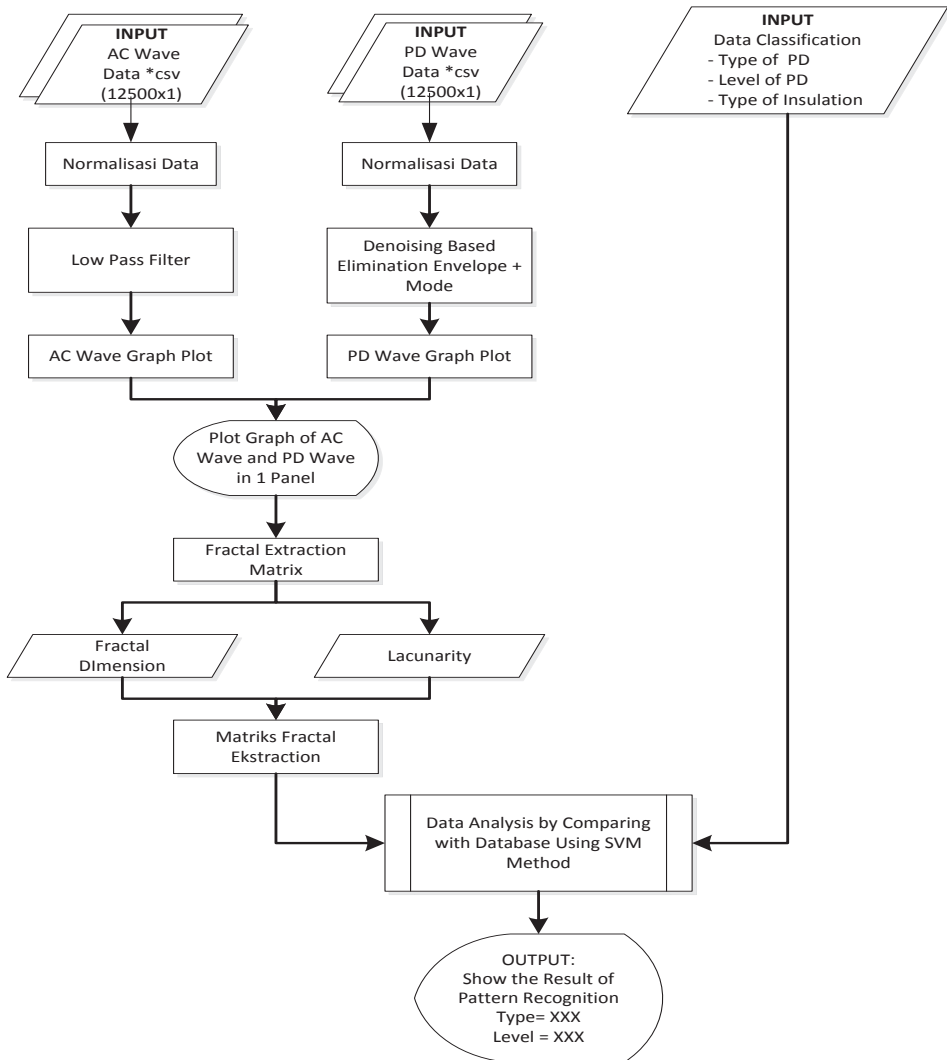 INPUT
AC Wave
Data *csv
(12500x1)
INPUT
PD Wave
Data *csv
(12500x1)
INPUT
Data Classification
- Type of PD
- Level of PD
- Type of Insulation
Normalisasi Data
Normalisasi Data
Low Pass Filter
Denoising Based
Elimination Envelope +
Mode
AC Wave Graph Plot
PD Wave Graph Plot
Plot Graph of AC
Wave and PD Wave
in 1 Panel
Fractal Extraction
Matrix
Fractal
DImension
Lacunarity
Matriks Fractal
Ekstraction
Data Analysis by Comparing
with Database Using SVM
Method
OUTPUT:
Show the Result of
Pattern Recognition
Type= XXX
Level = XXX